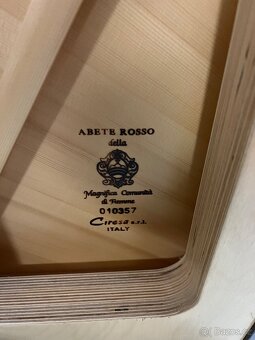 ABETE ROSSO
della
Magnifica Comunità
di Fiemme
010357
Ciresa s.r.l.
ITALY